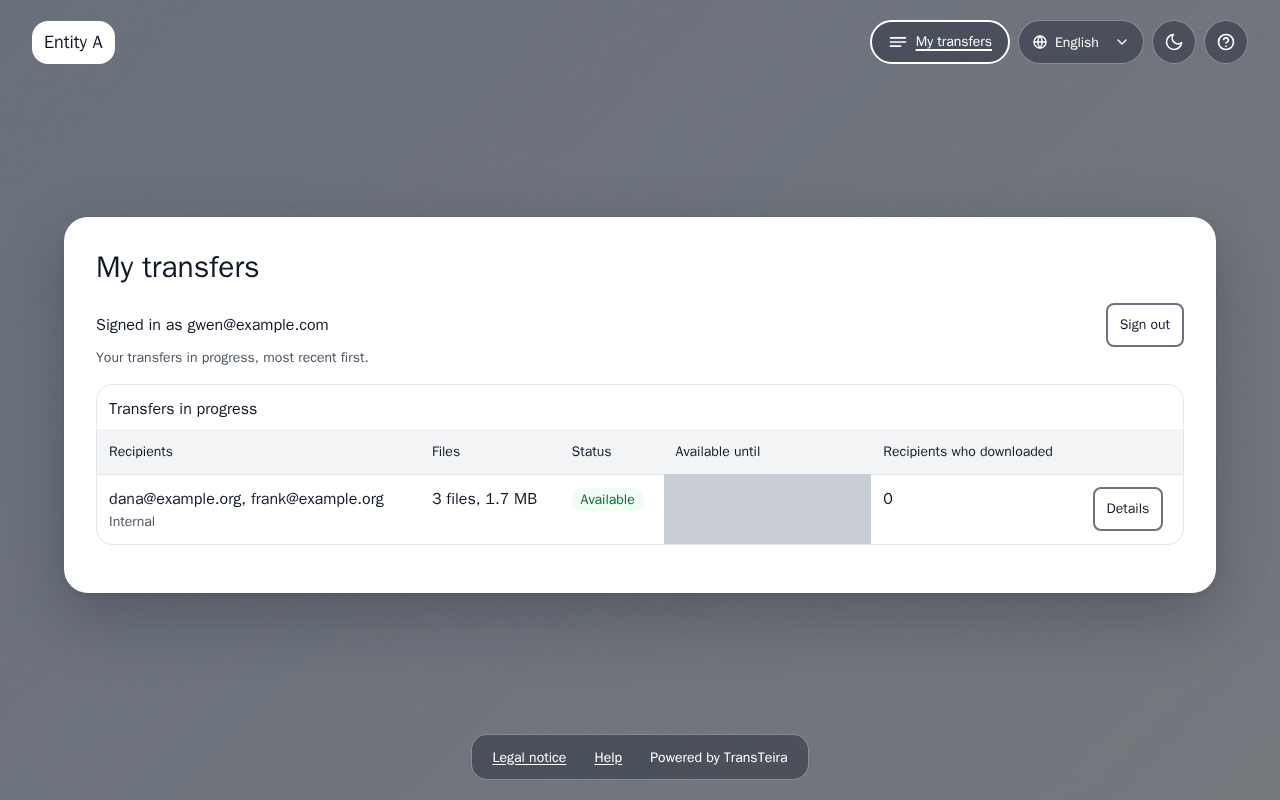 Entity A
My transfers
English
My transfers
Signed in as gwen@example.com
Sign out
Your transfers in progress, most recent first.
Transfers in progress
Recipients
Files
Status
Available until
Recipients who downloaded
dana@example.org, frank@example.org
3 files, 1.7 MB
Available
0
Details
Internal
Legal notice
Help
Powered by TransTeira